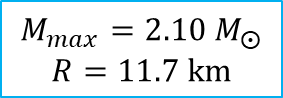 M_max = 2.10 M_⊙
R = 11.7 km